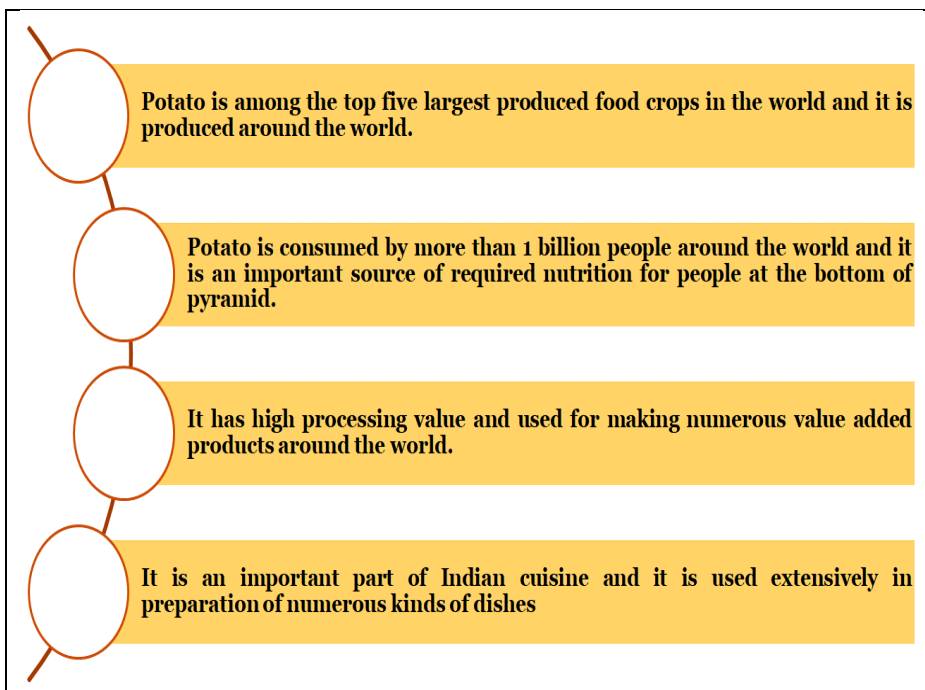 Potato is among the top five largest produced food crops in the world and it is
produced around the world.
Potato is consumed by more than 1 billion people around the world and it
is an important source of required nutrition for people at the bottom of
pyramid.
It has high processing value and used for making numerous value added
products around the world.
It is an important part of Indian cuisine and it is used extensively in
preparation of numerous kinds of dishes